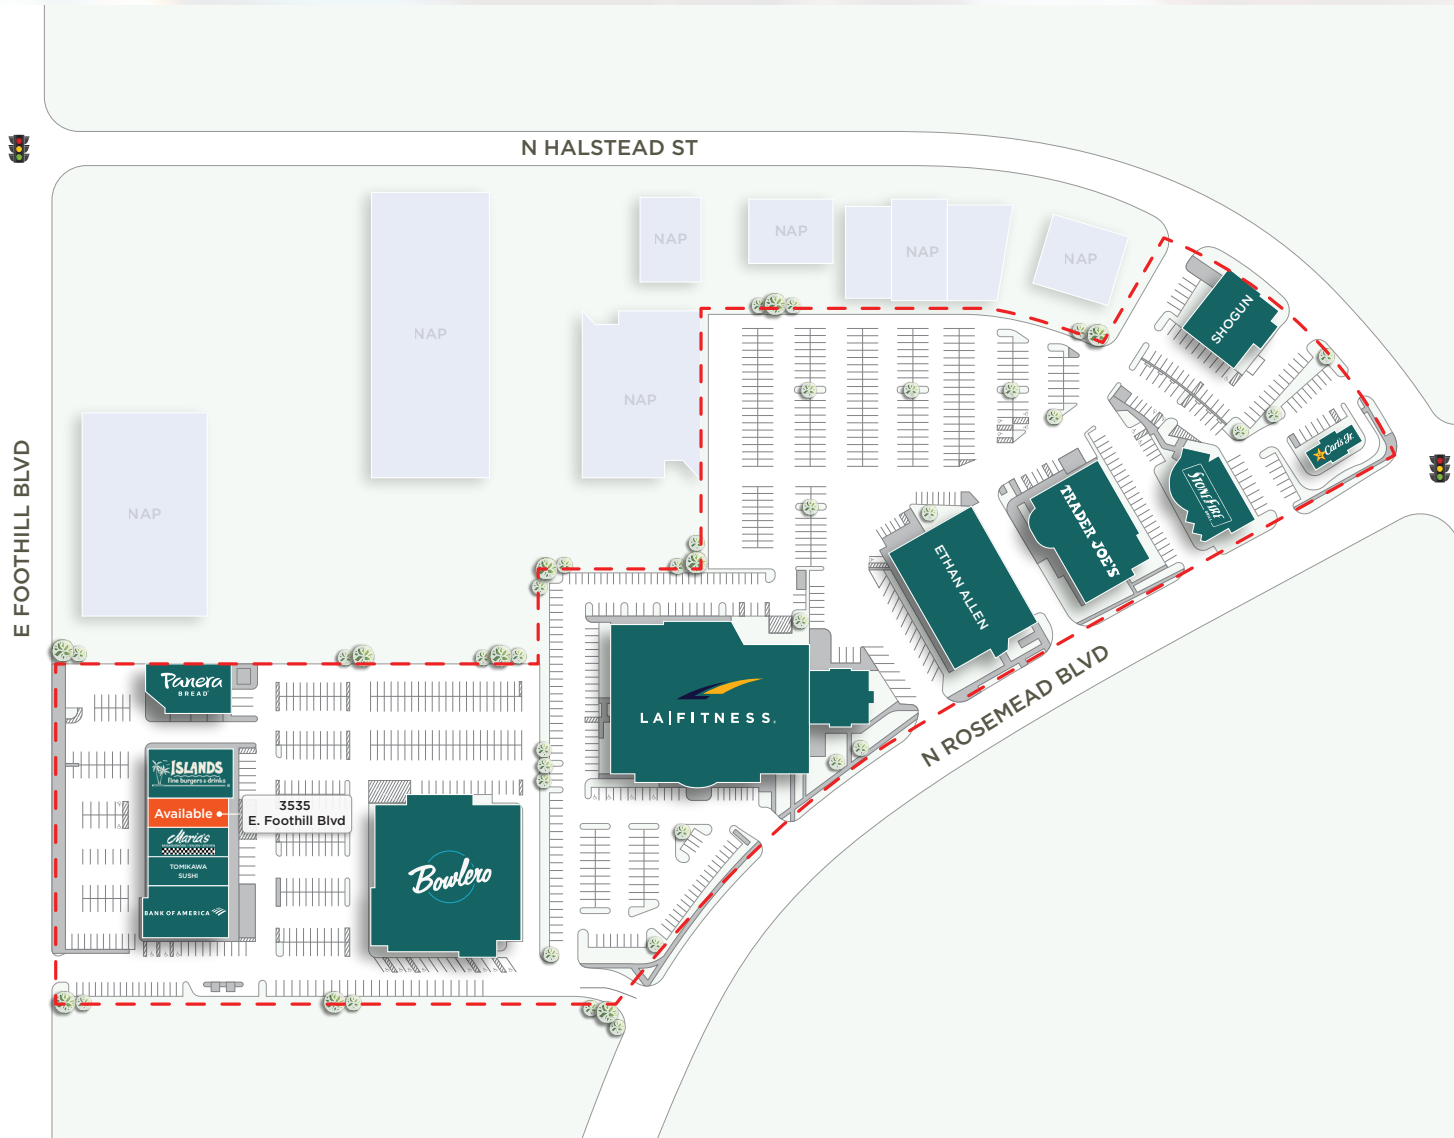 N HALSTEAD ST
E FOOTHILL BLVD
N ROSEMEAD BLVD
NAP
NAP
NAP
NAP
NAP
NAP
NAP
SHOGUN
Carl's Jr.
STONEFIRE
TRADER JOE'S
ETHAN ALLEN
LA|FITNESS.
Panera
BREAD
ISLANDS
fine burgers & drinks
Available
3535
E. Foothill Blvd
Maria's
TOMIKAWA
SUSHI
BANK OF AMERICA
Bowlero